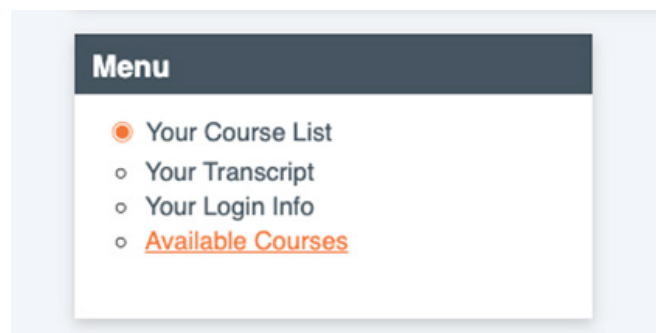 Menu
Your Course List
Your Transcript
Your Login Info
Available Courses